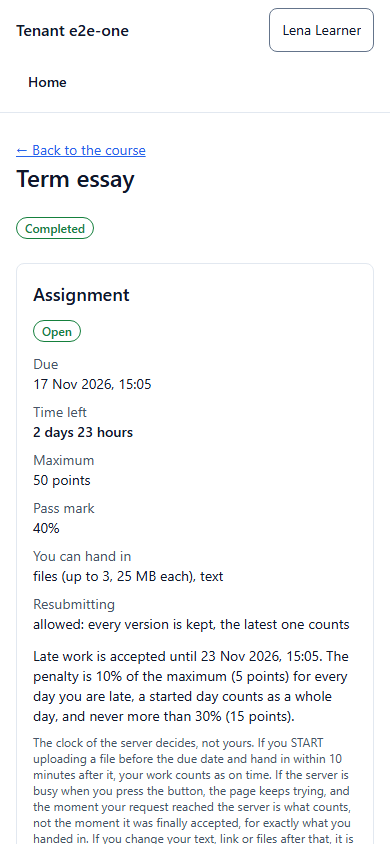 Tenant e2e-one
Lena Learner
Home
← Back to the course
Term essay
Completed
Assignment
Open
Due
17 Nov 2026, 15:05
Time left
2 days 23 hours
Maximum
50 points
Pass mark
40%
You can hand in
files (up to 3, 25 MB each), text
Resubmitting
allowed: every version is kept, the latest one counts
Late work is accepted until 23 Nov 2026, 15:05. The
penalty is 10% of the maximum (5 points) for every
day you are late, a started day counts as a whole
day, and never more than 30% (15 points).
The clock of the server decides, not yours. If you START
uploading a file before the due date and hand in within 10
minutes after it, your work counts as on time. If the server is
busy when you press the button, the page keeps trying, and
the moment your request reached the server is what counts,
not the moment it was finally accepted, for exactly what you
handed in. If you change your text, link or files after that, it is